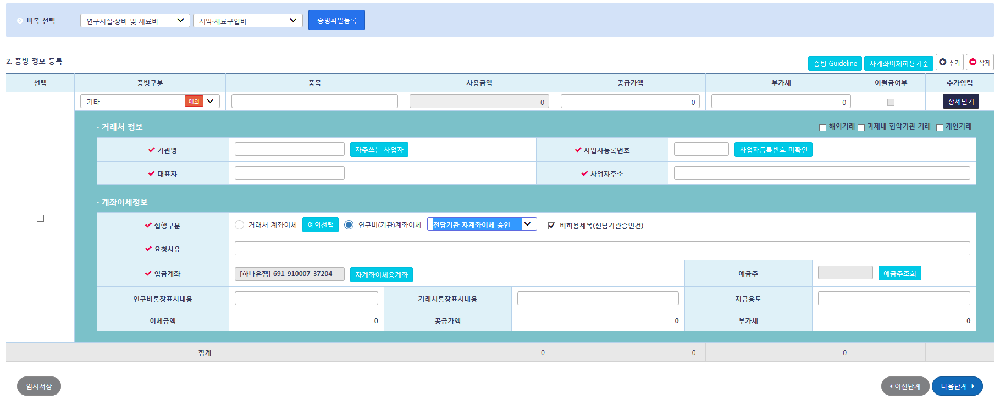 비목 선택 연구시설·장비 및 재료비 시약·재료구입비 증빙파일등록
2. 증빙 정보 등록 증빙 Guideline 자계좌이체허용기준 추가 삭제
선택 증빙구분 품목 사용금액 공급가액 부가세 이월금여부 추가입력
기타 예외 0 0 0 상세닫기
· 거래처 정보 해외거래 과제내 협약기관 거래 개인거래
기관명 자주쓰는 사업자 사업자등록번호 사업자등록번호 미확인
대표자 사업자주소
· 계좌이체정보
집행구분 거래처 계좌이체 예외선택 연구비(기관)계좌이체 전담기관 자계좌이체 승인 비허용세목(전담기관승인건)
요청사유
입금계좌 [하나은행] 691-910007-37204 자계좌이체용계좌 예금주 예금주조회
연구비통장표시내용 거래처통장표시내용 지급용도
이체금액 0 공급가액 0 부가세 0
합계 0 0 0
임시저장 이전단계 다음단계